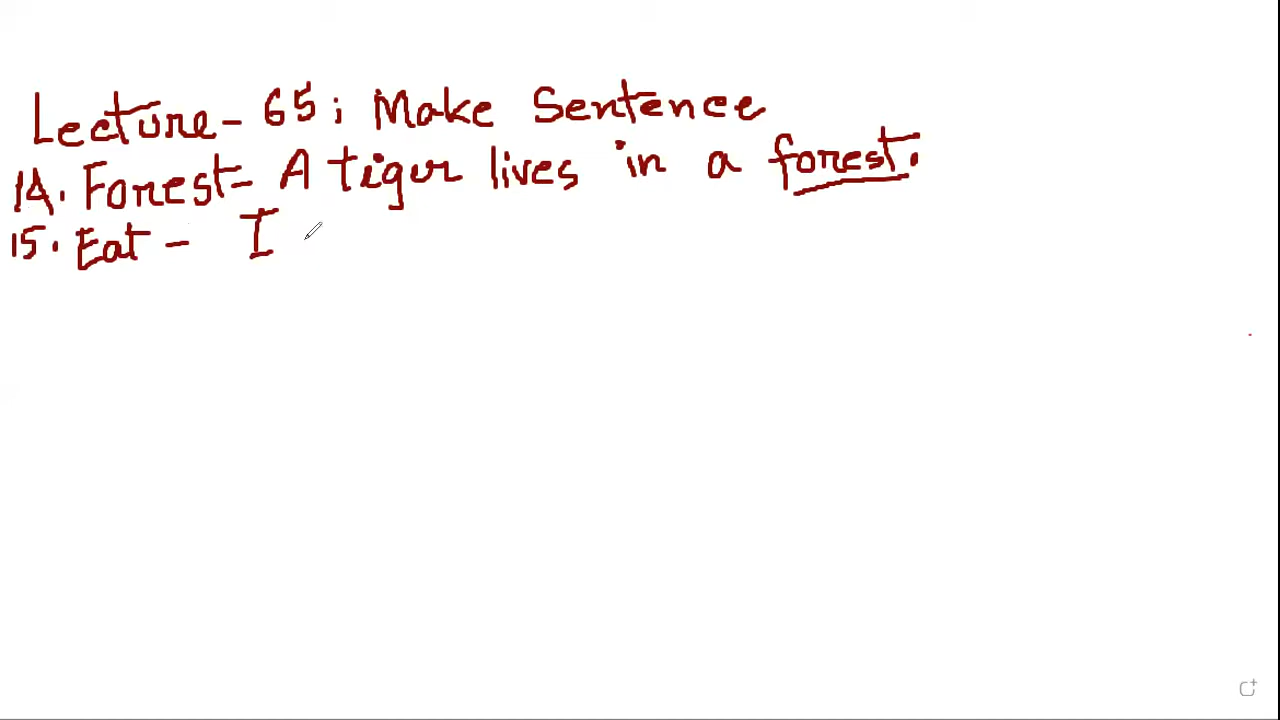 Lecture-65; Make Sentence
14. Forest- A tiger lives in a forest.
15. Eat - I